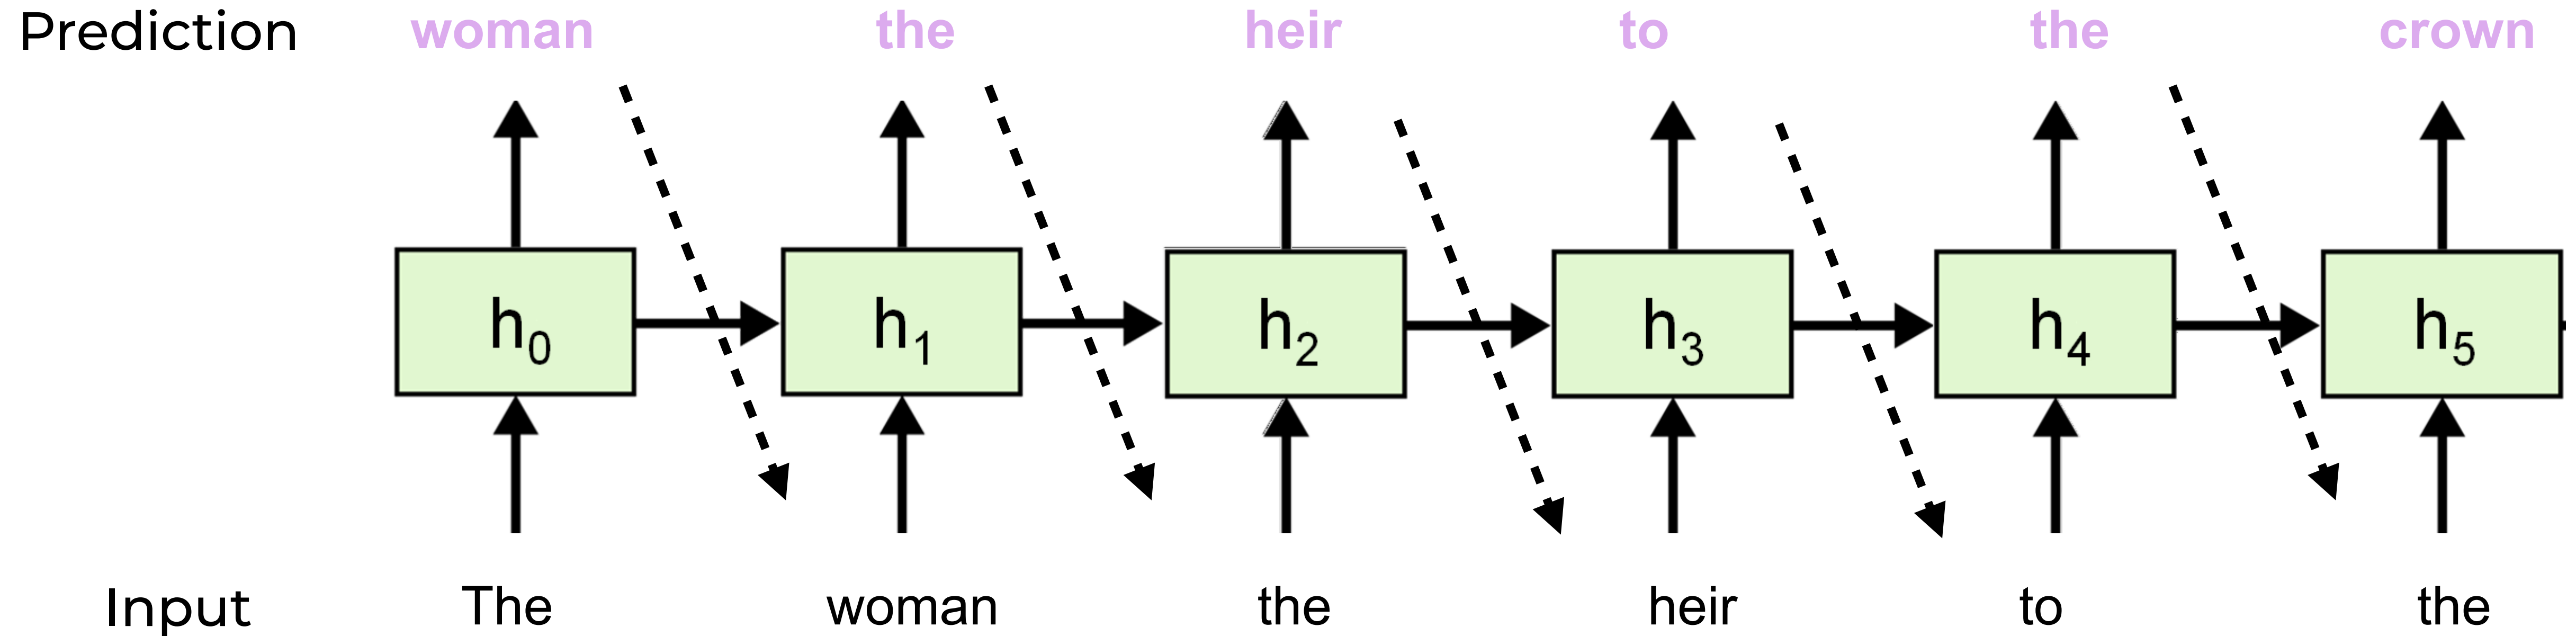 Prediction woman the heir to the crown
h0 h1 h2 h3 h4 h5
Input The woman the heir to the